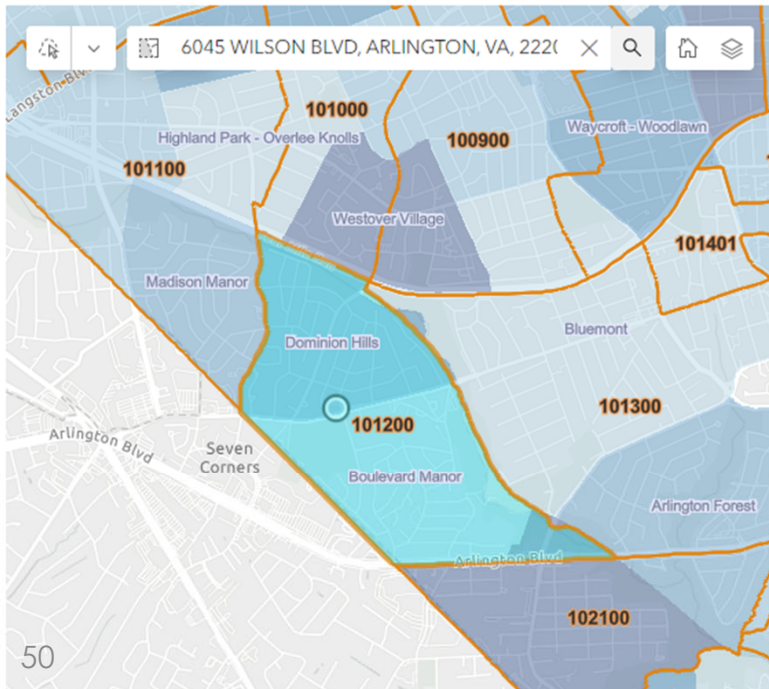 6045 WILSON BLVD, ARLINGTON, VA, 2220
Langston Blvd
101000
Highland Park - Overlee Knolls
100900
Waycroft - Woodlawn
101100
Westover Village
101401
Madison Manor
Dominion Hills
Bluemont
101300
101200
Arlington Blvd
Seven
Corners
Boulevard Manor
Arlington Forest
Arlington Blvd
102100
50